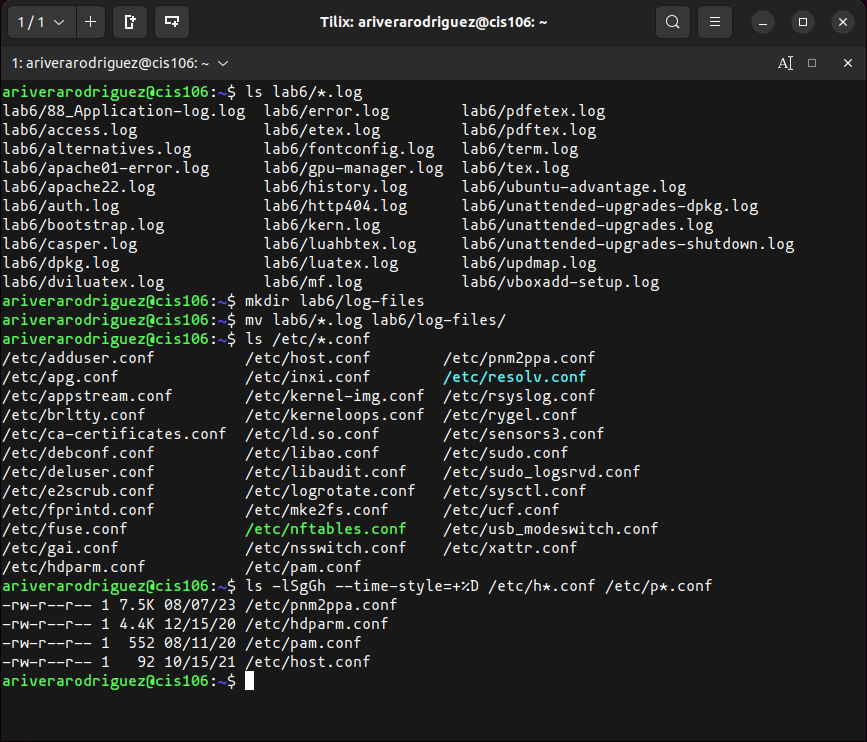 1 / 1
Tilix: ariverarodriguez@cis106: ~
1: ariverarodriguez@cis106: ~
ariverarodriguez@cis106:~$ ls lab6/*.log
lab6/88_Application-log.log  lab6/error.log        lab6/pdfetex.log
lab6/access.log              lab6/etex.log         lab6/pdftex.log
lab6/alternatives.log        lab6/fontconfig.log   lab6/term.log
lab6/apache01-error.log      lab6/gpu-manager.log  lab6/tex.log
lab6/apache22.log            lab6/history.log      lab6/ubuntu-advantage.log
lab6/auth.log                lab6/http404.log      lab6/unattended-upgrades-dpkg.log
lab6/bootstrap.log           lab6/kern.log         lab6/unattended-upgrades.log
lab6/casper.log              lab6/luahbtex.log     lab6/unattended-upgrades-shutdown.log
lab6/dpkg.log                lab6/luatex.log       lab6/updmap.log
lab6/dviluatex.log           lab6/mf.log           lab6/vboxadd-setup.log
ariverarodriguez@cis106:~$ mkdir lab6/log-files
ariverarodriguez@cis106:~$ mv lab6/*.log lab6/log-files/
ariverarodriguez@cis106:~$ ls /etc/*.conf
/etc/adduser.conf          /etc/host.conf        /etc/pnm2ppa.conf
/etc/apg.conf              /etc/inxi.conf        /etc/resolv.conf
/etc/appstream.conf        /etc/kernel-img.conf  /etc/rsyslog.conf
/etc/brltty.conf           /etc/kerneloops.conf  /etc/rygel.conf
/etc/ca-certificates.conf  /etc/ld.so.conf       /etc/sensors3.conf
/etc/debconf.conf          /etc/libao.conf       /etc/sudo.conf
/etc/deluser.conf          /etc/libaudit.conf    /etc/sudo_logsrvd.conf
/etc/e2scrub.conf          /etc/logrotate.conf   /etc/sysctl.conf
/etc/fprintd.conf          /etc/mke2fs.conf      /etc/ucf.conf
/etc/fuse.conf             /etc/nftables.conf    /etc/usb_modeswitch.conf
/etc/gai.conf              /etc/nsswitch.conf    /etc/xattr.conf
/etc/hdparm.conf           /etc/pam.conf
ariverarodriguez@cis106:~$ ls -lSgGh --time-style=+%D /etc/h*.conf /etc/p*.conf
-rw-r--r-- 1 7.5K 08/07/23 /etc/pnm2ppa.conf
-rw-r--r-- 1 4.4K 12/15/20 /etc/hdparm.conf
-rw-r--r-- 1  552 08/11/20 /etc/pam.conf
-rw-r--r-- 1   92 10/15/21 /etc/host.conf
ariverarodriguez@cis106:~$